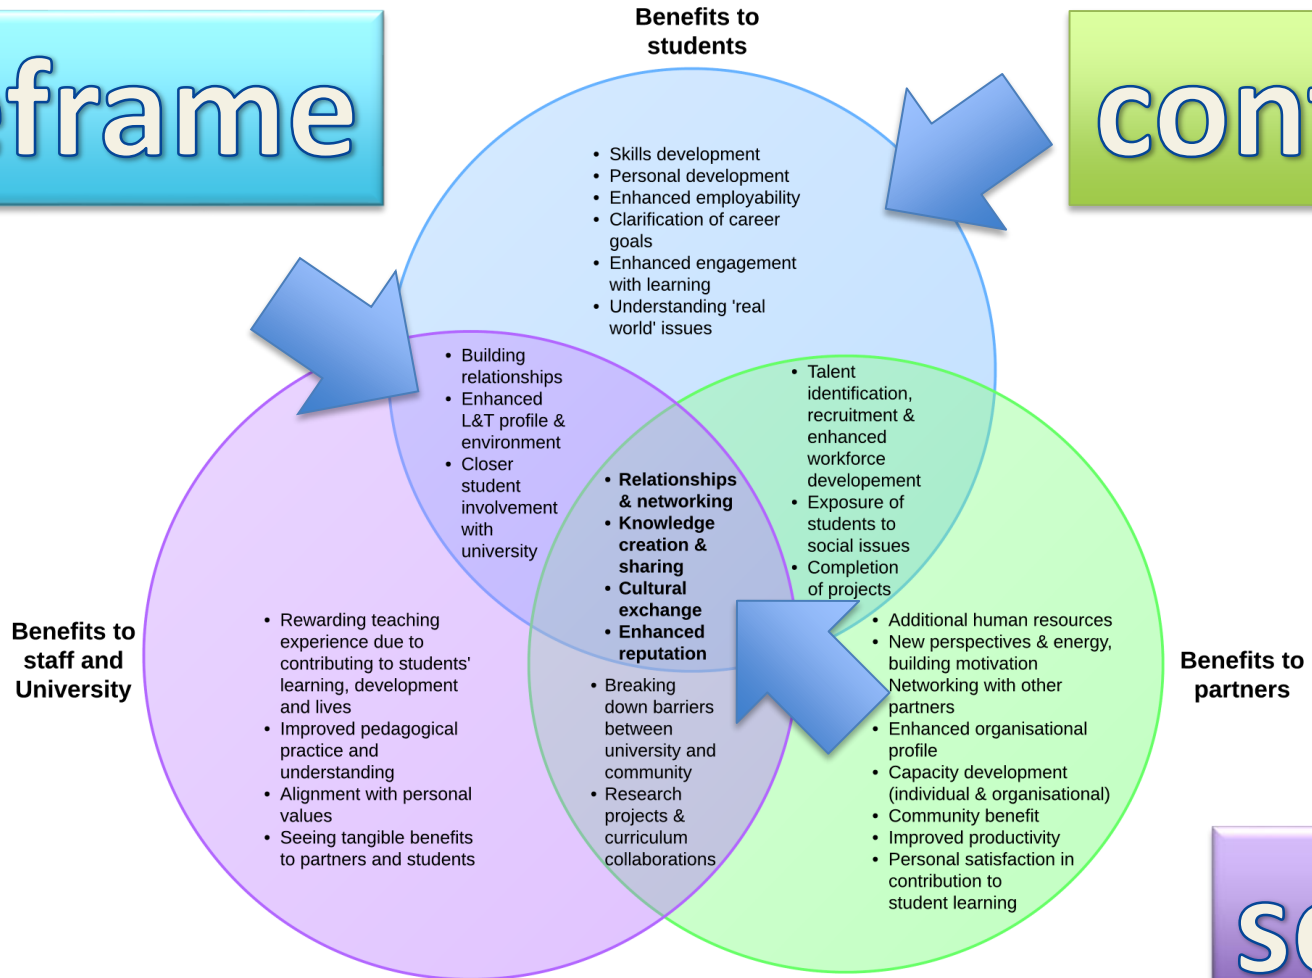 Benefits to
students
eframe
• Skills development
• Personal development
• Enhanced employability
• Clarification of career
goals
• Enhanced engagement
with learning
• Understanding 'real
world' issues
• Building
relationships
• Enhanced
L&T profile &
environment
• Closer
student
involvement
with
university
• Talent
identification,
recruitment &
enhanced
workforce
developement
• Exposure of
students to
social issues
• Completion
of projects
• Relationships
& networking
• Knowledge
creation &
sharing
• Cultural
exchange
• Enhanced
reputation
Benefits to
staff and
University
• Rewarding teaching
experience due to
contributing to students'
learning, development
and lives
• Improved pedagogical
practice and
understanding
• Alignment with personal
values
• Seeing tangible benefits
to partners and students
• Breaking
down barriers
between
university and
community
• Research
projects &
curriculum
collaborations
• Additional human resources
• New perspectives & energy,
building motivation
Networking with other
partners
• Enhanced organisational
profile
• Capacity development
(individual & organisational)
• Community benefit
• Improved productivity
• Personal satisfaction in
contribution to
student learning
Benefits to
partners